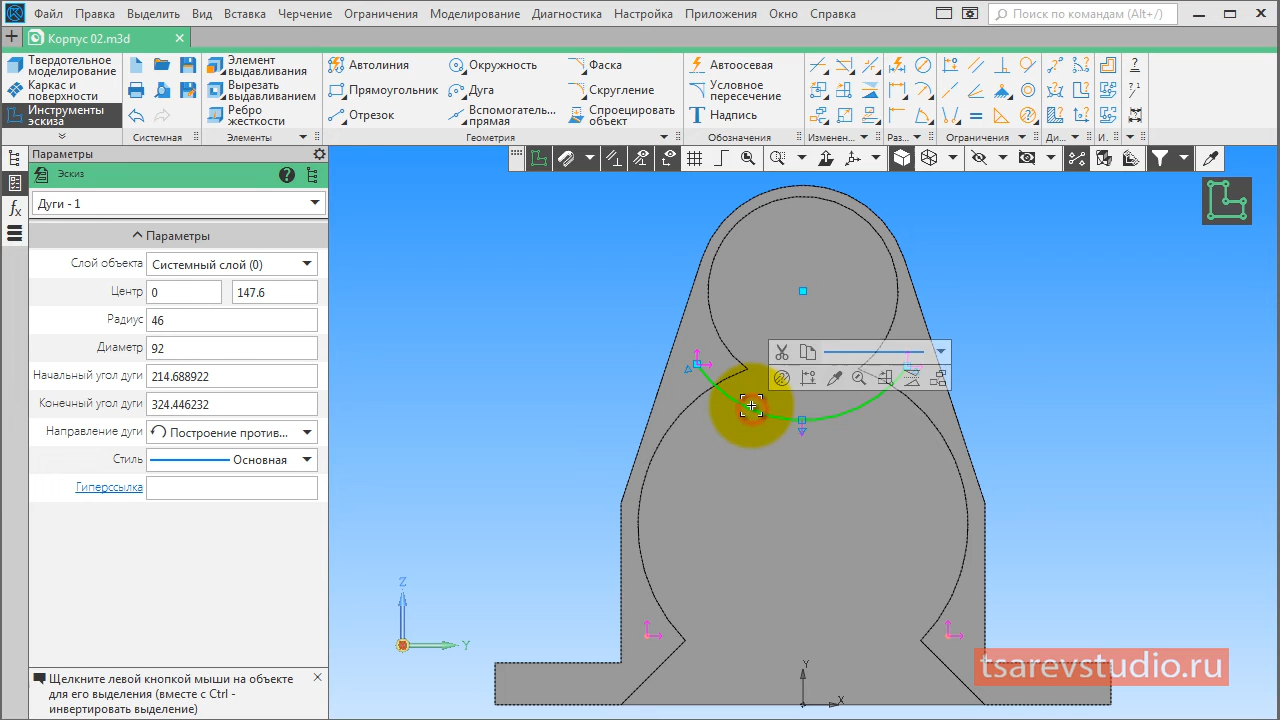 Файл Правка Выделить Вид Вставка Черчение Ограничения Моделирование Диагностика Настройка Приложения Окно Справка
Поиск по командам (Alt+/)
Корпус 02.m3d
Твердотельное моделирование
Каркас и поверхности
Инструменты эскиза
Системная
Элемент выдавливания
Вырезать выдавливанием
Ребро жесткости
Элементы
Автолиния Окружность Фаска
Прямоугольник Дуга Скругление
Отрезок Вспомогатель... прямая Спроецировать объект
Геометрия
Автоосевая
Условное пересечение
Надпись
Обозначения
Изменен... Раз... Ограничения Ди... И.
Параметры
Эскиз
Дуги - 1
Параметры
Слой объекта Системный слой (0)
Центр 0 147.6
Радиус 46
Диаметр 92
Начальный угол дуги 214.688922
Конечный угол дуги 324.446232
Направление дуги Построение против...
Стиль Основная
Гиперссылка
Щелкните левой кнопкой мыши на объекте
для его выделения (вместе с Ctrl -
инвертировать выделение)
Z
Y
Y
X
tsarevstudio.ru